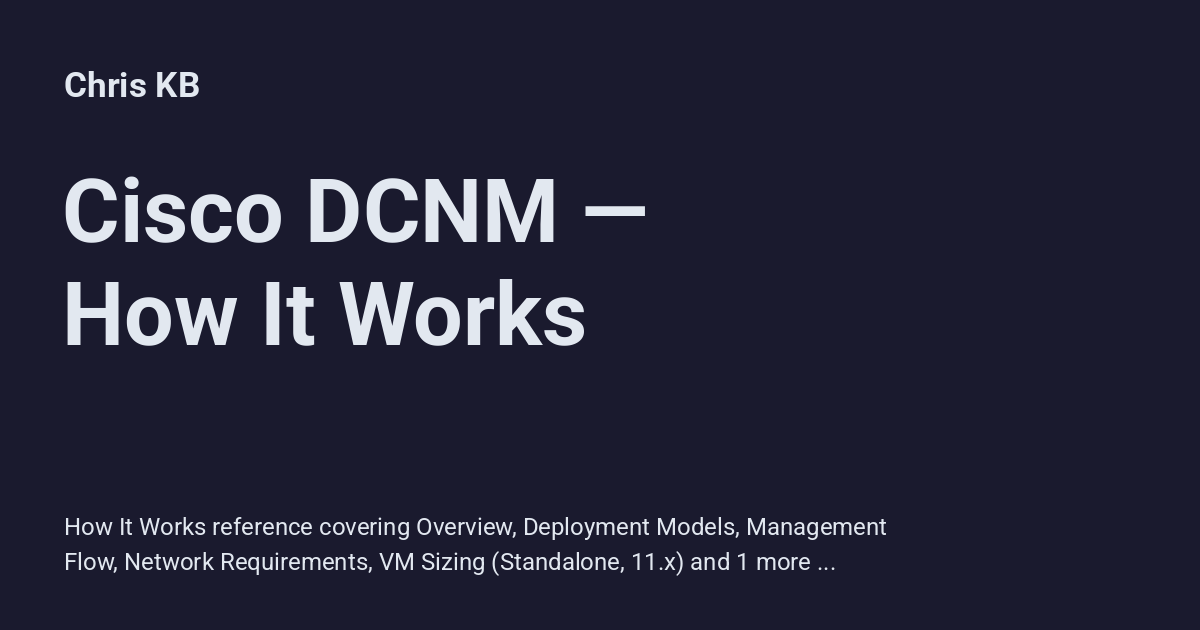 Chris KB
Cisco DCNM —
How It Works
How It Works reference covering Overview, Deployment Models, Management
Flow, Network Requirements, VM Sizing (Standalone, 11.x) and 1 more ...